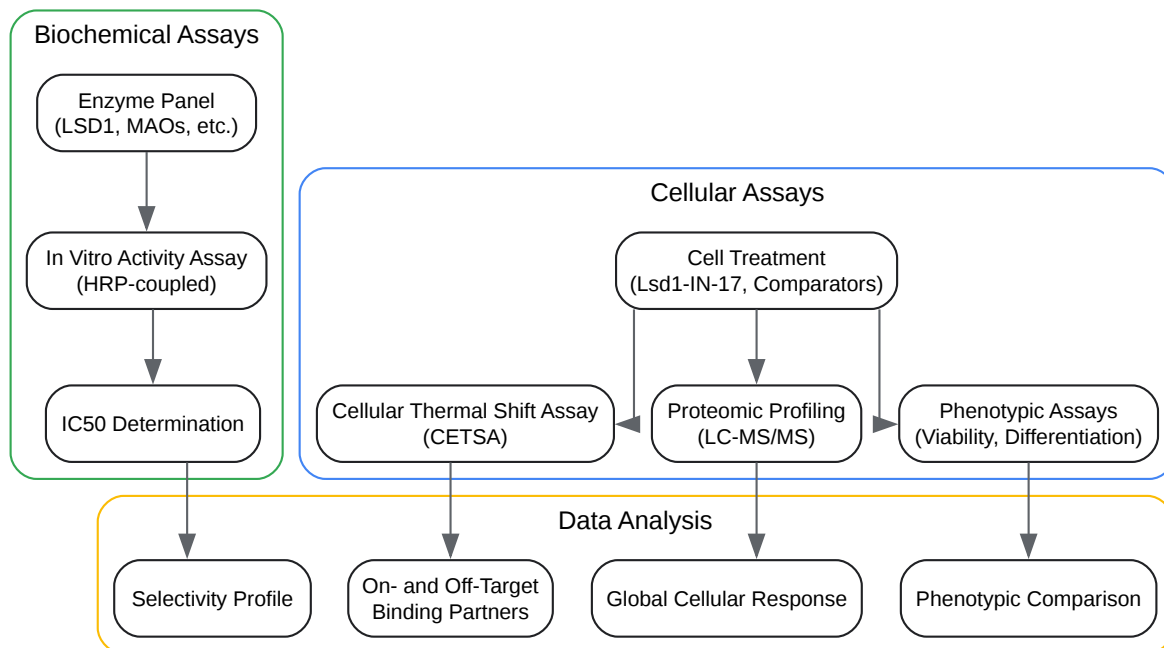 Biochemical Assays
Enzyme Panel
(LSD1, MAOs, etc.)
In Vitro Activity Assay
(HRP-coupled)
IC50 Determination
Cellular Assays
Cell Treatment
(Lsd1-IN-17, Comparators)
Cellular Thermal Shift Assay
(CETSA)
Proteomic Profiling
(LC-MS/MS)
Phenotypic Assays
(Viability, Differentiation)
Data Analysis
Selectivity Profile
On- and Off-Target
Binding Partners
Global Cellular Response
Phenotypic Comparison